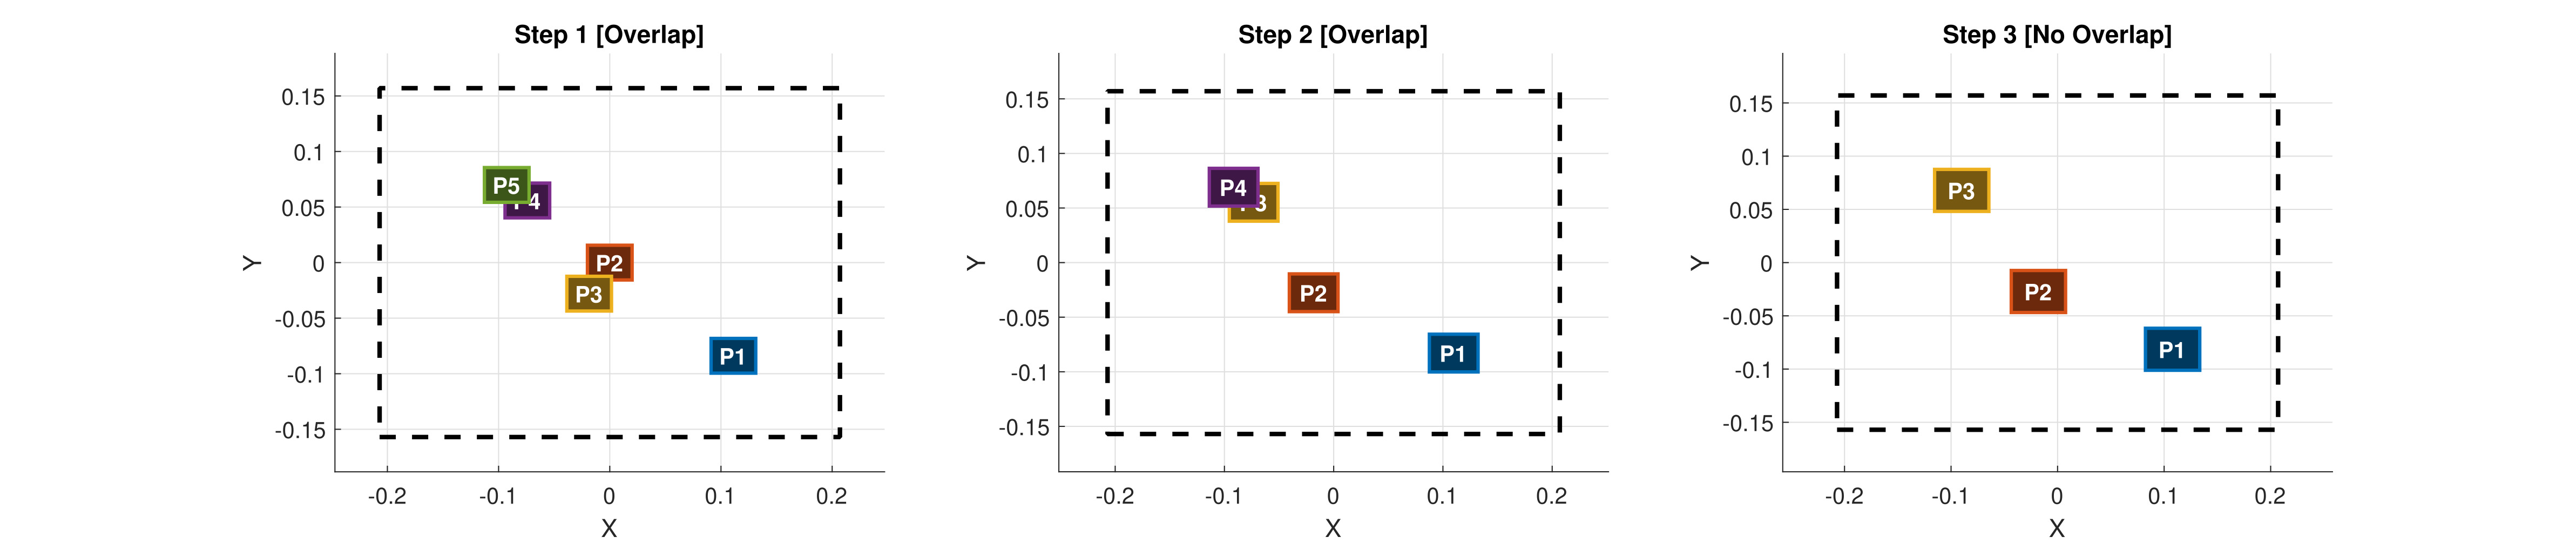 Step 1 [Overlap]
0.15
0.1
0.05
0
-0.05
-0.1
-0.15
Y
P5
4
P2
P3
P1
-0.2 -0.1 0 0.1 0.2
X
Step 2 [Overlap]
0.15
0.1
0.05
0
-0.05
-0.1
-0.15
Y
P4
3
P2
P1
-0.2 -0.1 0 0.1 0.2
X
Step 3 [No Overlap]
0.15
0.1
0.05
0
-0.05
-0.1
-0.15
Y
P3
P2
P1
-0.2 -0.1 0 0.1 0.2
X